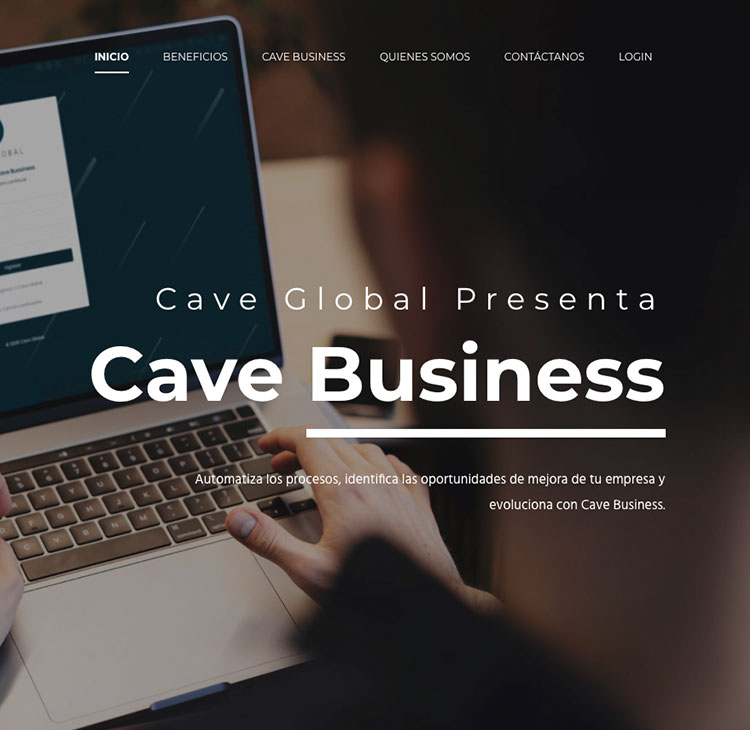 INICIO BENEFICIOS CAVE BUSINESS QUIENES SOMOS CONTÁCTANOS LOGIN
OBAL
Cave Global Presenta
Cave Business
Automatiza los procesos, identifica las oportunidades de mejora de tu empresa y
evoluciona con Cave Business.